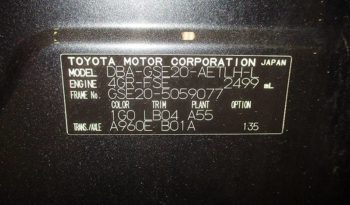 TOYOTA MOTOR CORPORATION JAPAN
MODEL DBA-GSE20-AETLH-L
ENGINE 4GR-FSE 2499 mL
FRAME No. GSE20-5059077
COLOR TRIM PLANT OPTION
1G0 LB04 A55
TRANS./AXLE A960E B01A 135